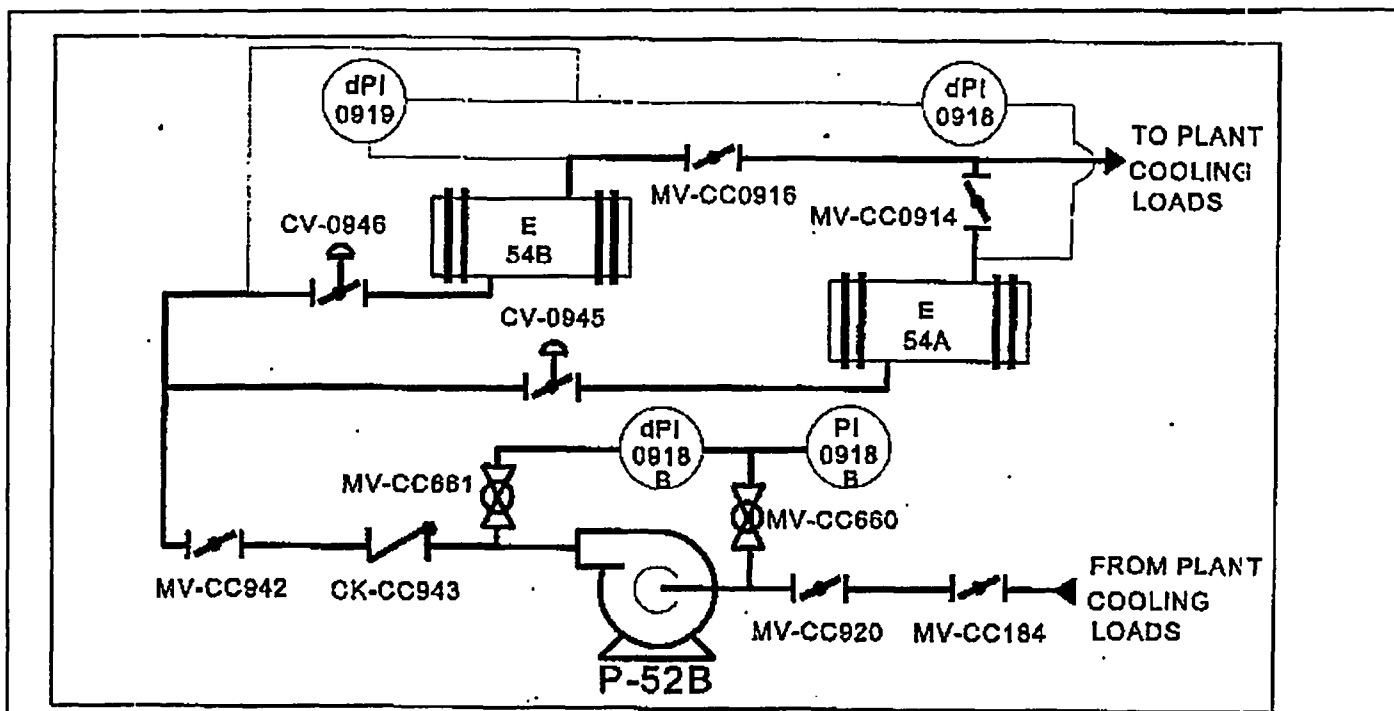 dPI
0919
dPI
0918
TO PLANT
COOLING
LOADS
MV-CC0916
MV-CC0914
CV-0946
E
54B
CV-0945
E
54A
dPI
0918
B
PI
0918
B
MV-CC661
MV-CC660
MV-CC942
CK-CC943
FROM PLANT
COOLING
LOADS
MV-CC920
MV-CC184
P-52B